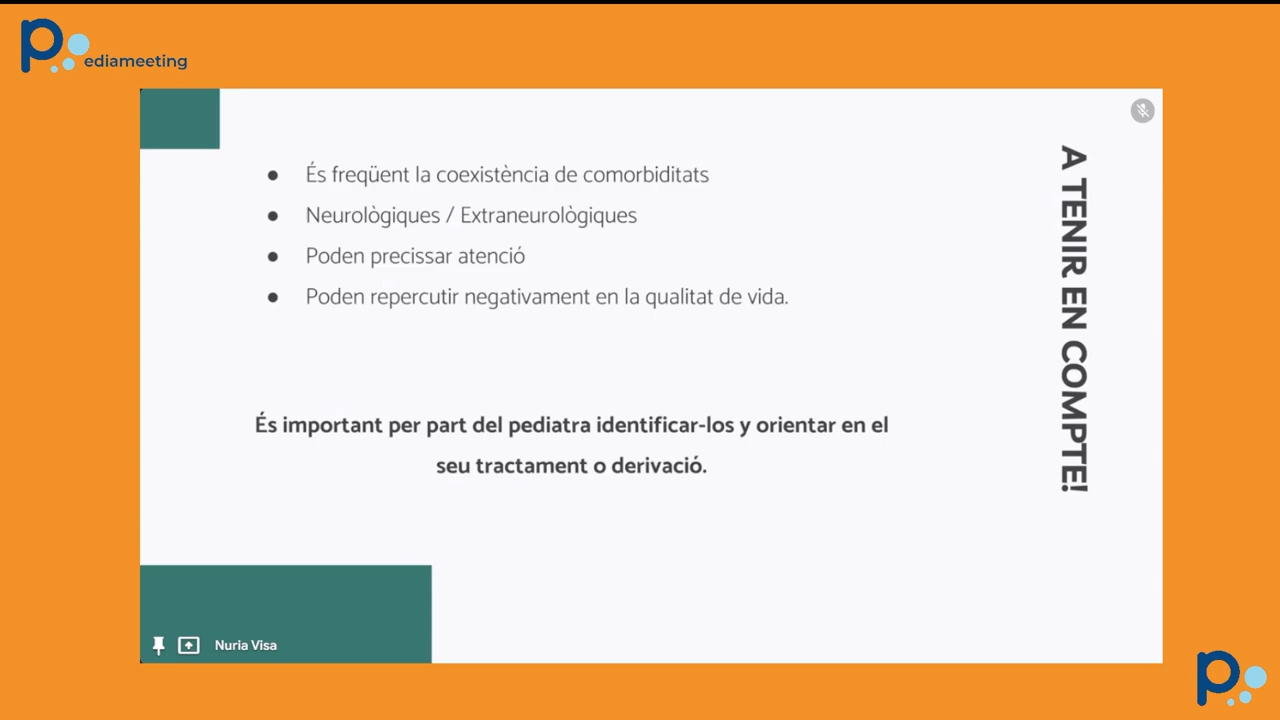 Pediameeting
És freqüent la coexistència de comorbiditats
Neurològiques / Extraneurològiques
Poden precissar atenció
Poden repercutir negativament en la qualitat de vida.
A TENIR EN COMPTE!
És important per part del pediatra identificar-los y orientar en el
seu tractament o derivació.
Nuria Visa
p